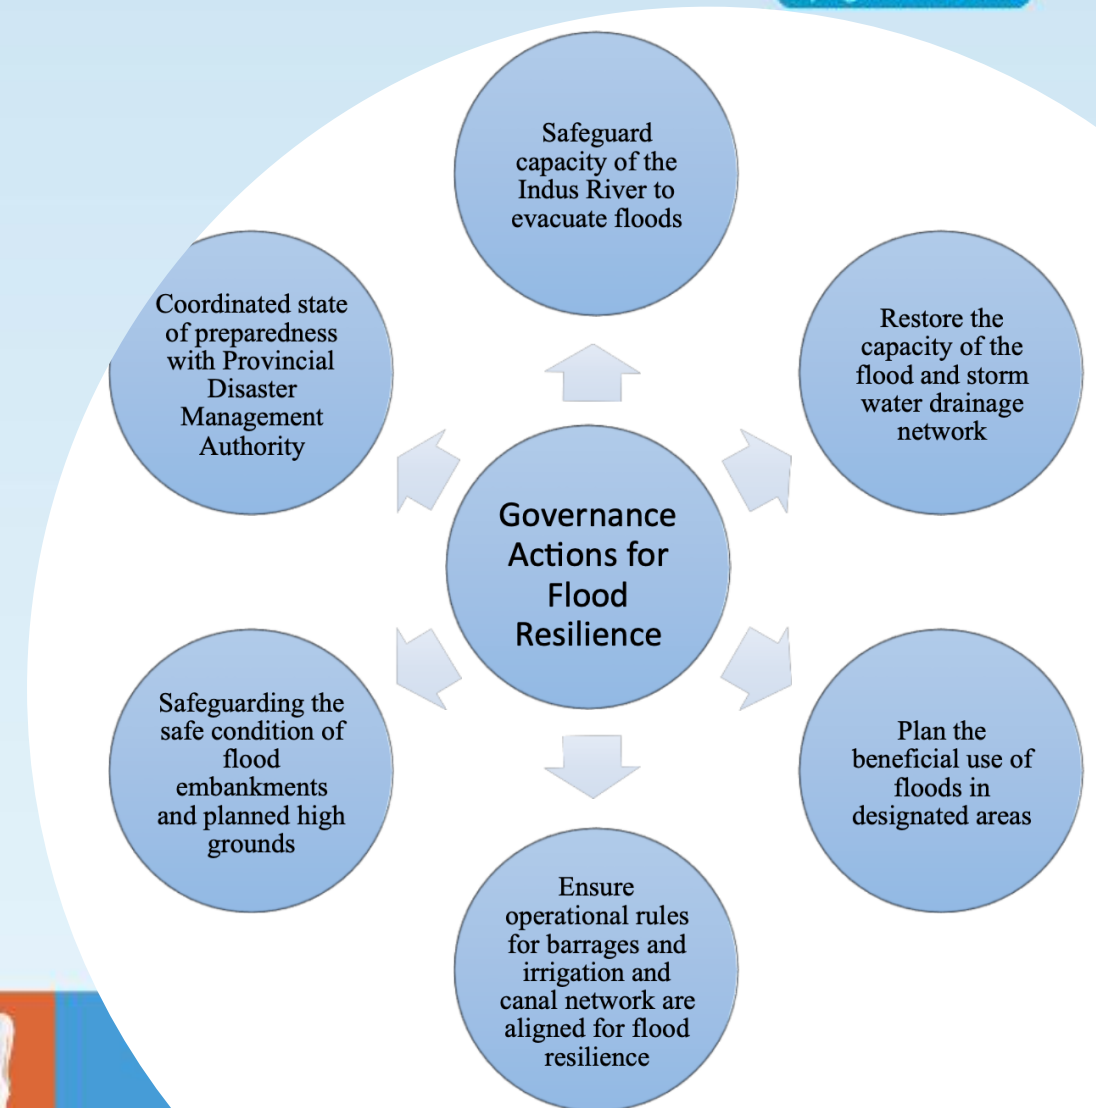 Safeguard
capacity of the
Indus River to
evacuate floods
Restore the
capacity of the
flood and storm
water drainage
network
Plan the
beneficial use of
floods in
designated areas
Ensure
operational rules
for barrages and
irrigation and
canal network are
aligned for flood
resilience
Safeguarding the
safe condition of
flood
embankments
and planned high
grounds
Coordinated state
of preparedness
with Provincial
Disaster
Management
Authority
Governance
Actions for
Flood
Resilience